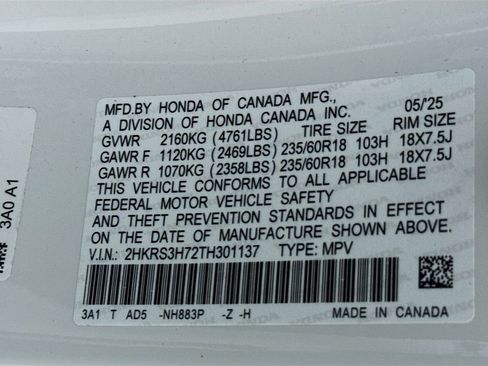 MFD.BY HONDA OF CANADA MFG., 05/'25
A DIVISION OF HONDA CANADA INC.
GVWR 2160KG (4761LBS) TIRE SIZE RIM SIZE
GAWR F 1120KG (2469LBS) 235/60R18 103H 18X7.5J
GAWR R 1070KG (2358LBS) 235/60R18 103H 18X7.5J
THIS VEHICLE CONFORMS TO ALL APPLICABLE
FEDERAL MOTOR VEHICLE SAFETY
AND THEFT PREVENTION STANDARDS IN EFFECT
ON THE DATE OF MANUFACTURE SHOWN ABOVE.
V.I.N.: 2HKRS3H72TH301137 TYPE: MPV
3A1 T AD5 -NH883P -Z -H MADE IN CANADA
3A0 A1